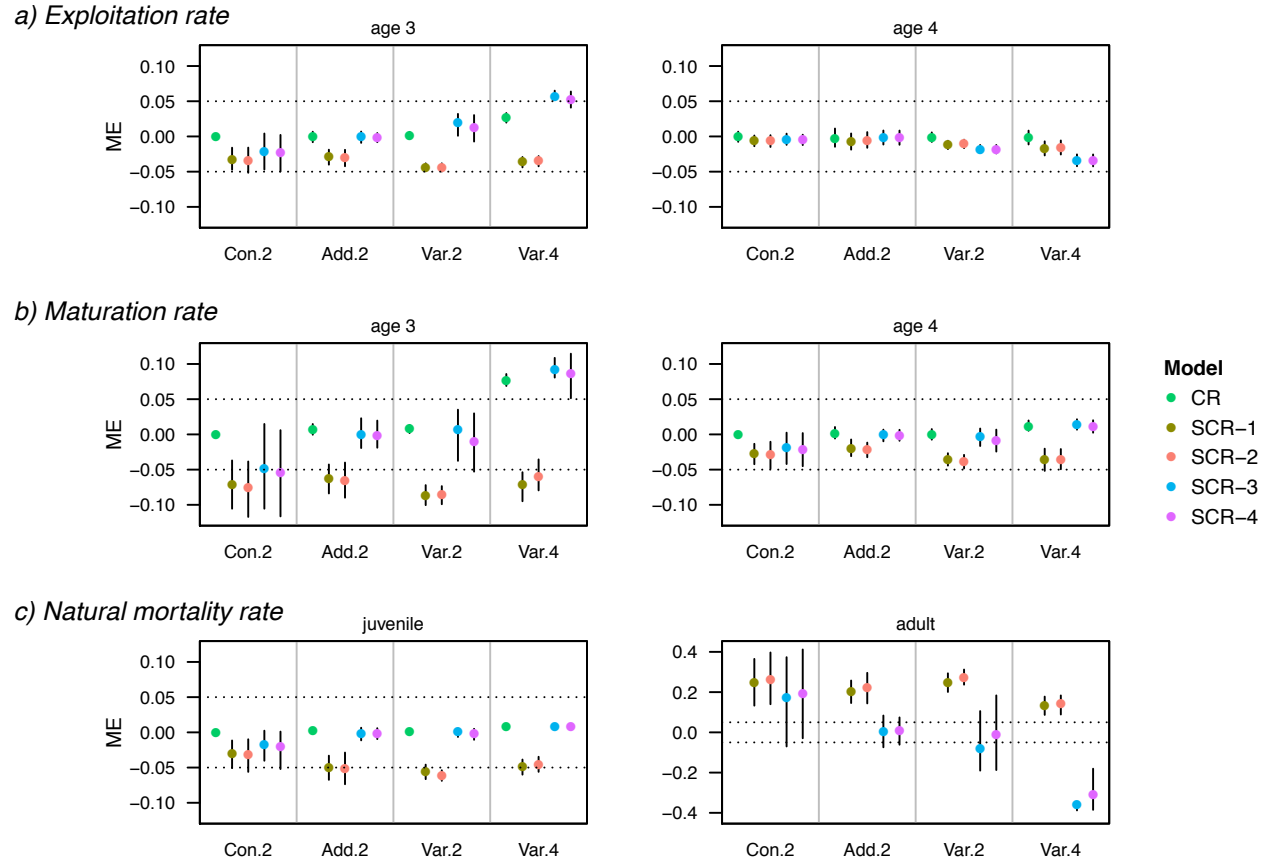 a) Exploitation rate
age 3
age 4
0.10
0.05
0.00
−0.05
−0.10
ME
Con.2 Add.2 Var.2 Var.4
0.10
0.05
0.00
−0.05
−0.10
Con.2 Add.2 Var.2 Var.4
b) Maturation rate
age 3
age 4
0.10
0.05
0.00
−0.05
−0.10
ME
Con.2 Add.2 Var.2 Var.4
0.10
0.05
0.00
−0.05
−0.10
Con.2 Add.2 Var.2 Var.4
Model
CR
SCR−1
SCR−2
SCR−3
SCR−4
c) Natural mortality rate
juvenile
adult
0.10
0.05
0.00
−0.05
−0.10
ME
Con.2 Add.2 Var.2 Var.4
0.4
0.2
0.0
−0.2
−0.4
Con.2 Add.2 Var.2 Var.4